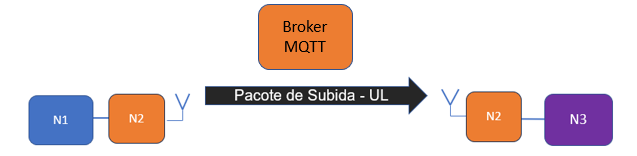 Broker
MQTT
Pacote de Subida - UL
N1
N2
N2
N3